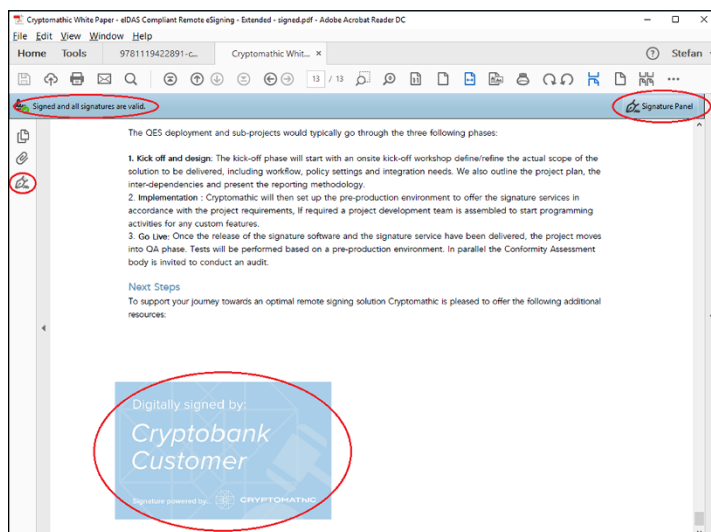 Cryptomathic White Paper - eIDAS Compliant Remote eSigning - Extended - signed.pdf - Adobe Acrobat Reader DC
File Edit View Window Help
Home Tools 9781119422891-c... Cryptomathic Whit... × ? Stefan
13 / 13
Signed and all signatures are valid. Signature Panel
The QES deployment and sub-projects would typically go through the three following phases:
1. Kick off and design: The kick-off phase will start with an onsite kick-off workshop define/refine the actual scope of the
solution to be delivered, including workflow, policy settings and integration needs. We also outline the project plan, the
inter-dependencies and present the reporting methodology.
2. Implementation : Cryptomathic will then set up the pre-production environment to offer the signature services in
accordance with the project requirements, If required a project development team is assembled to start programming
activities for any custom features.
3. Go Live: Once the release of the signature software and the signature service have been delivered, the project moves
into QA phase. Tests will be performed based on a pre-production environment. In parallel the Conformity Assessment
body is invited to conduct an audit.
Next Steps
To support your journey towards an optimal remote signing solution Cryptomathic is pleased to offer the following additional
resources:
Digitally signed by:
Cryptobank
Customer
Signature powered by: CRYPTOMATHIC